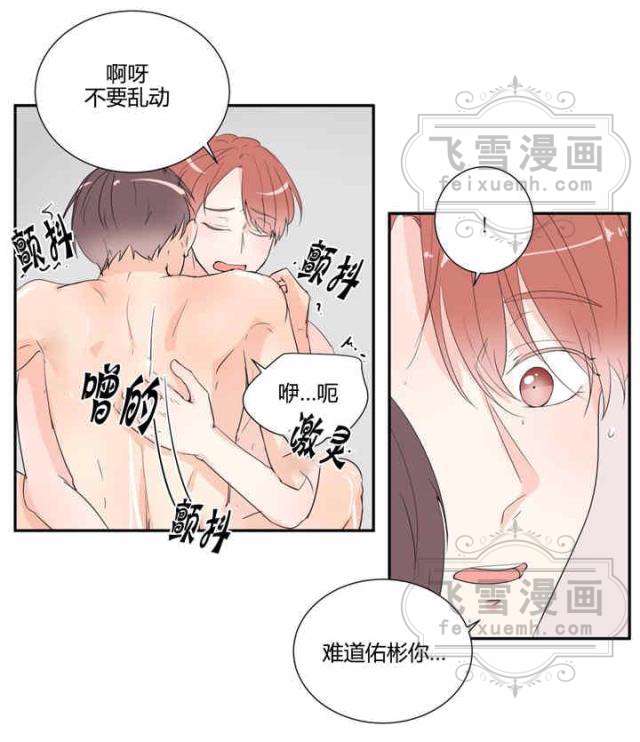 啊呀
不要乱动
飞雪漫画
feixuemh.com
!
颤抖
颤抖
噌的
咿...呃
激灵
颤抖
飞雪漫画
feixuemh.com
难道佑彬你...